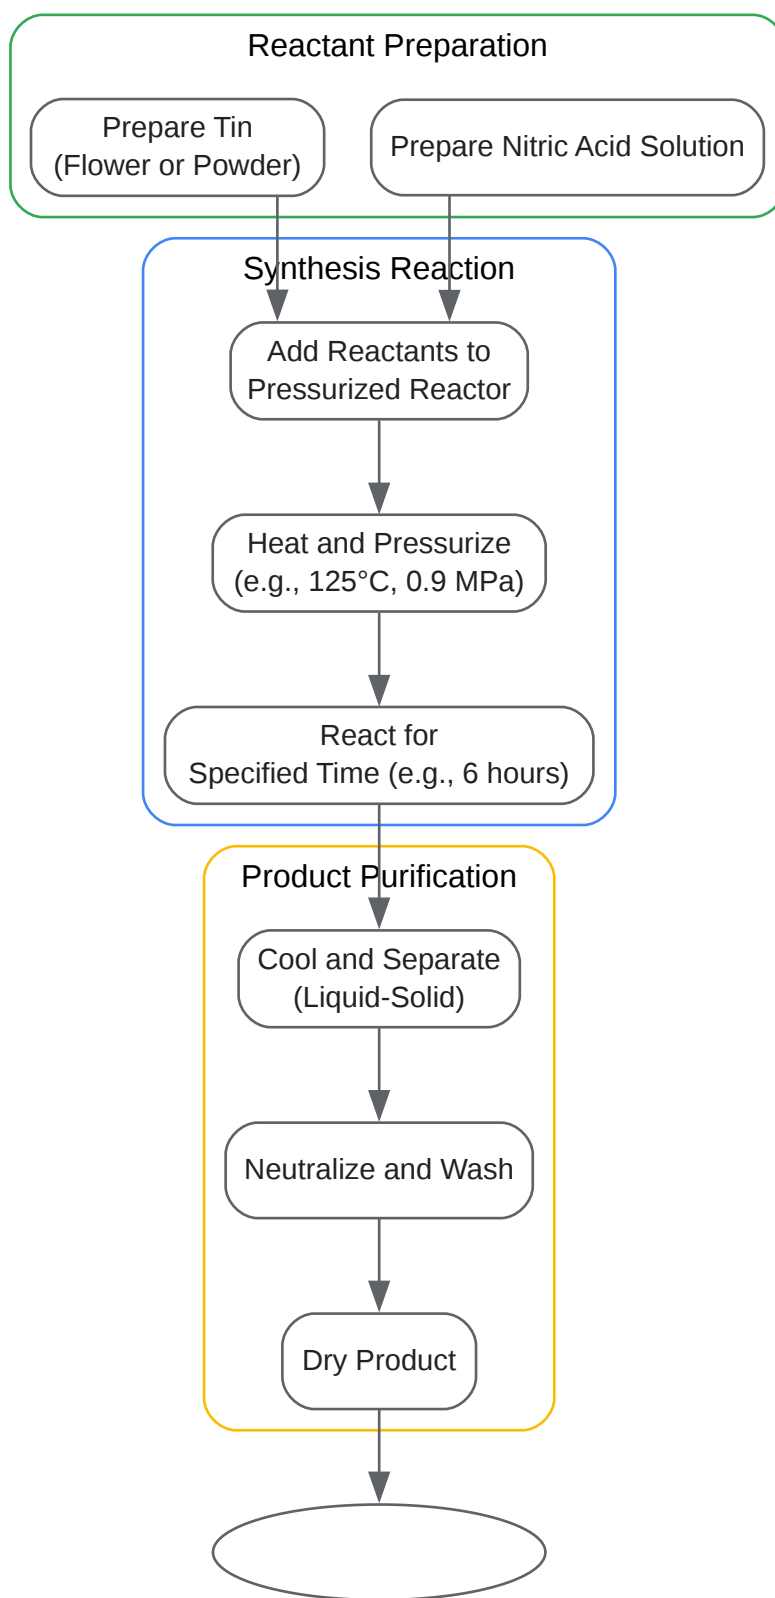 Reactant Preparation
Prepare Tin
(Flower or Powder)
Prepare Nitric Acid Solution
Synthesis Reaction
Add Reactants to
Pressurized Reactor
Heat and Pressurize
(e.g., 125°C, 0.9 MPa)
React for
Specified Time (e.g., 6 hours)
Product Purification
Cool and Separate
(Liquid-Solid)
Neutralize and Wash
Dry Product